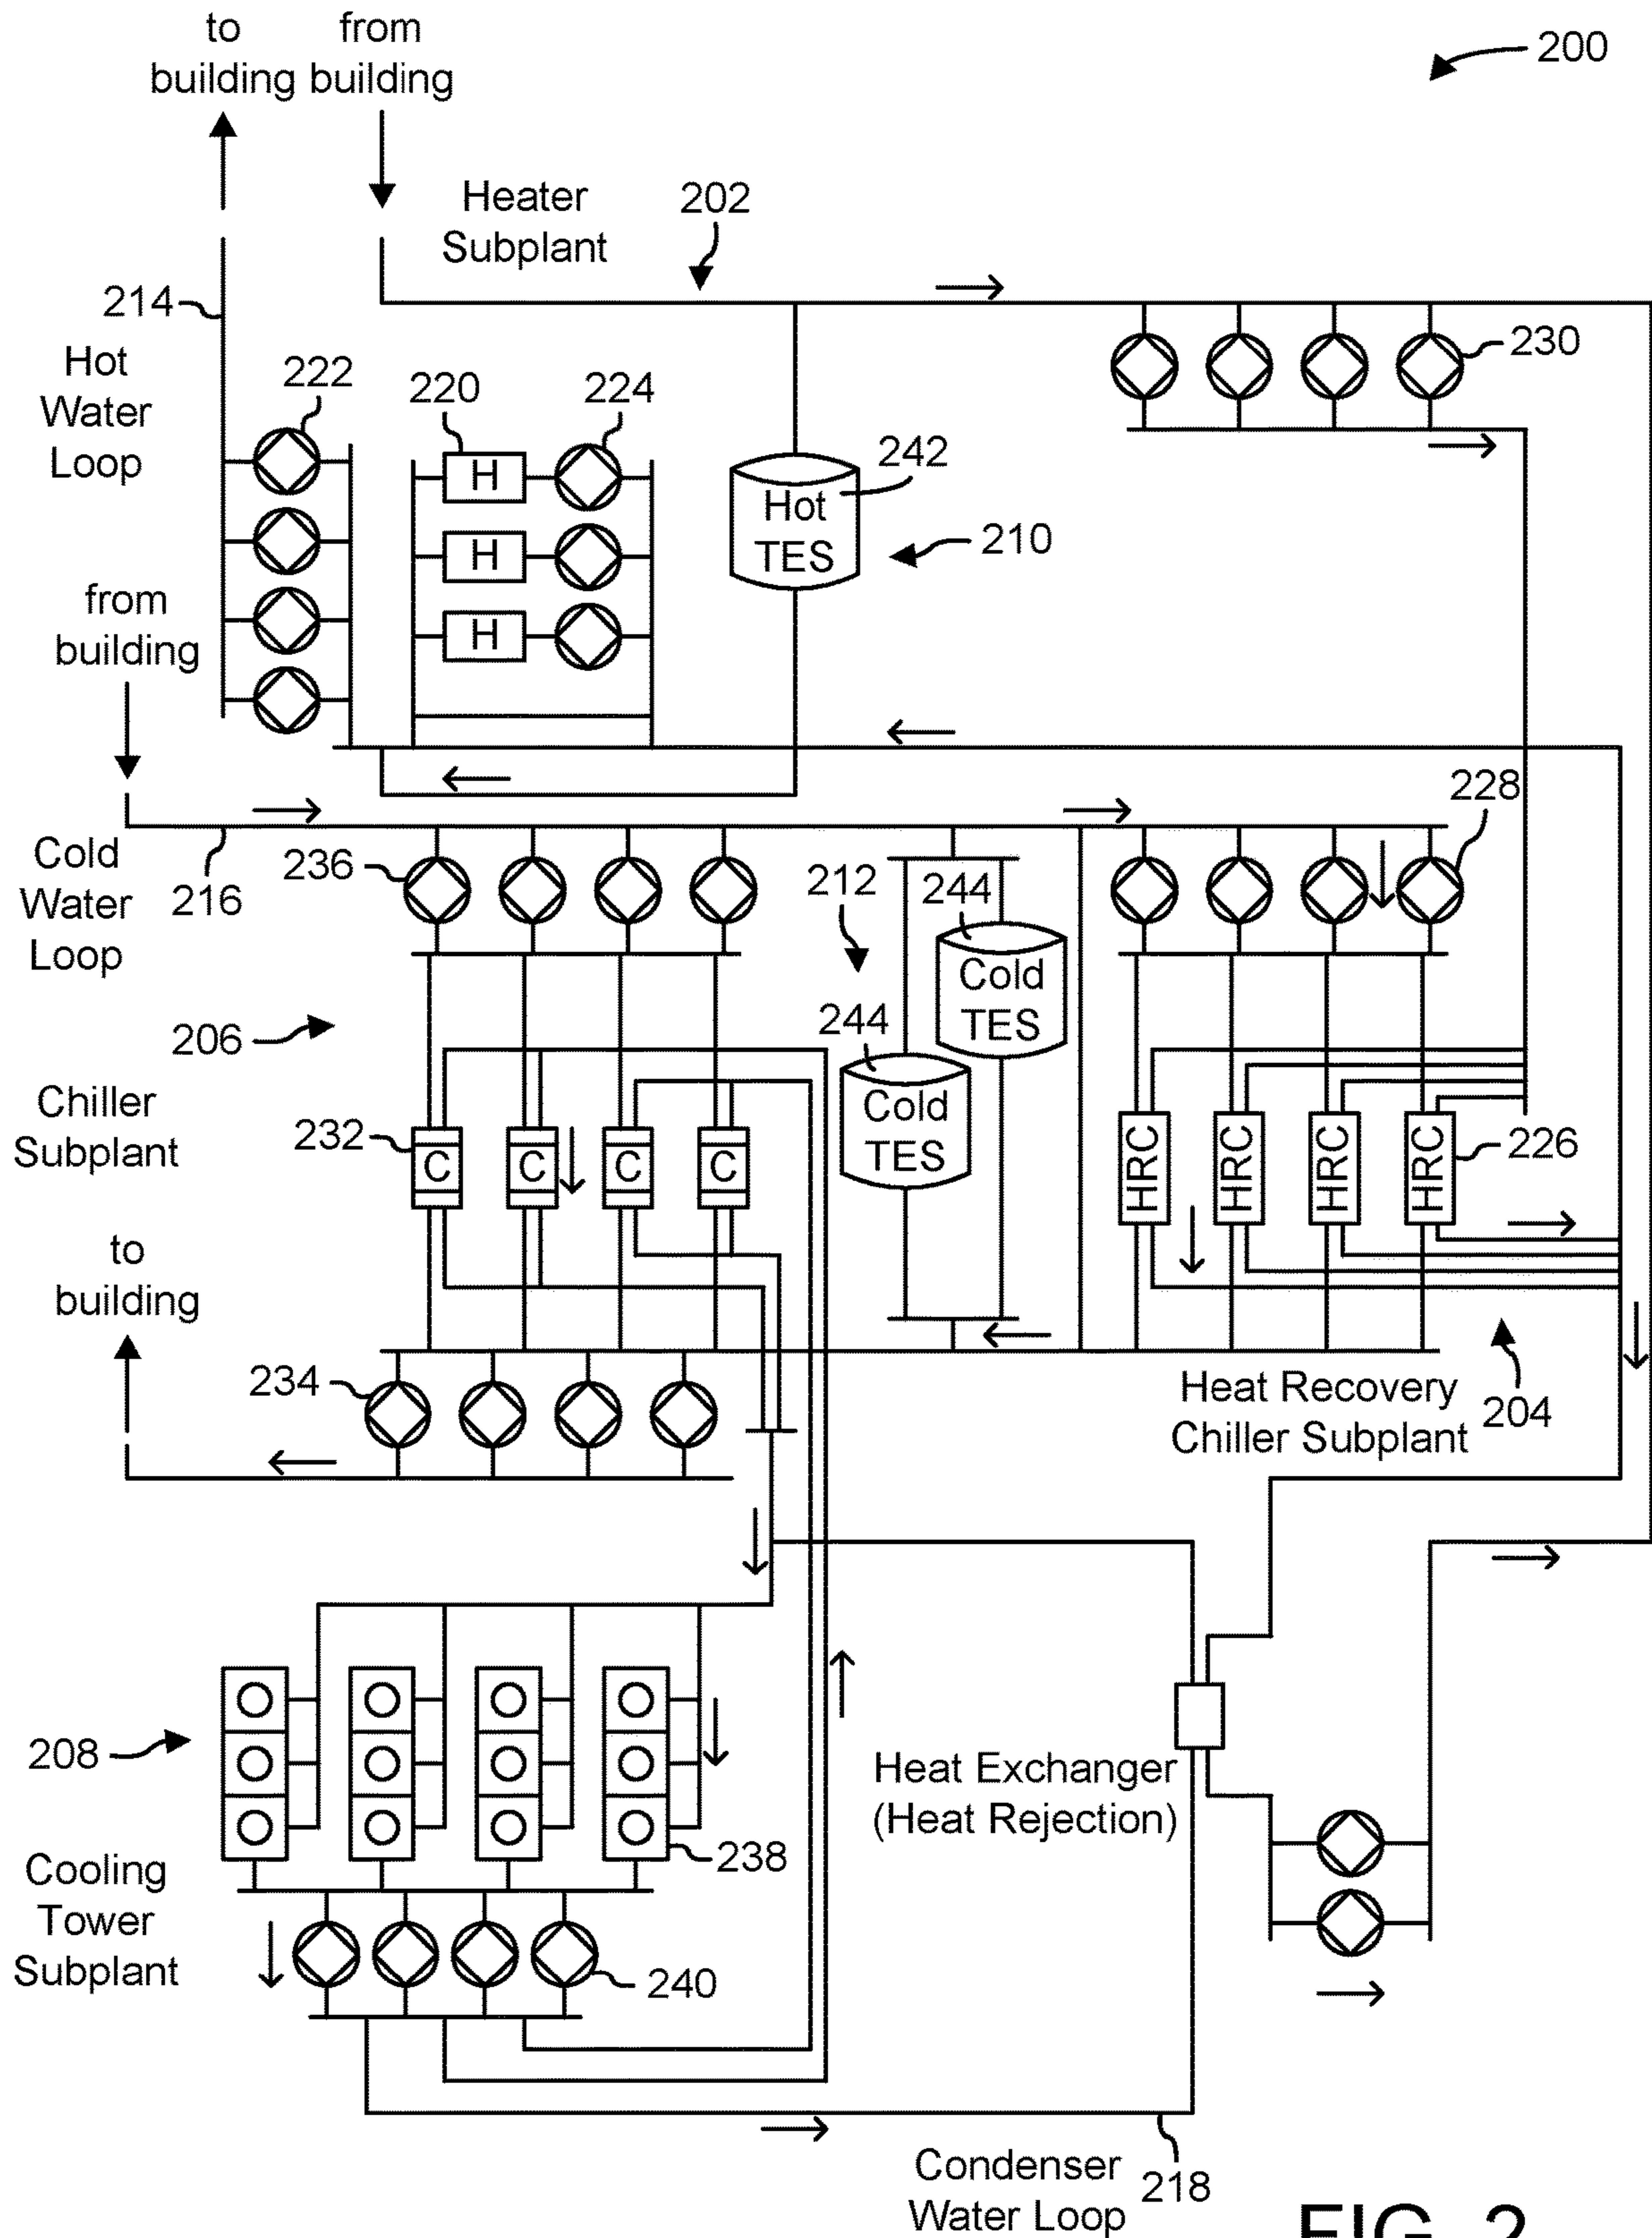 to
building
from
building
200
Heater
Subplant
202
214
Hot
Water
Loop
222
220
224
230
H
H
H
Hot
TES
242
210
from
building
228
Cold
Water
Loop
216
236
212
244
Cold
TES
244
Cold
TES
206
Chiller
Subplant
232
C
C
C
C
HRC
HRC
HRC
HRC
226
to
building
234
Heat Recovery
Chiller Subplant
204
208
Heat Exchanger
(Heat Rejection)
238
Cooling
Tower
Subplant
240
Condenser
Water Loop
218
FIG. 2